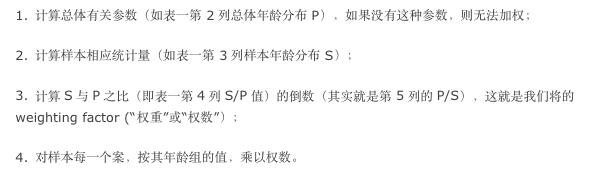 1. 计算总体有关参数（如表一第 2 列总体年龄分布 P），如果没有这种参数，则无法加权；
2. 计算样本相应统计量（如表一第 3 列样本年龄分布 S）；
3. 计算 S 与 P 之比（即表一第 4 列 S/P 值）的倒数（其实就是第 5 列的 P/S），这就是我们将的
weighting factor (“权重”或“权数”）；
4. 对样本每一个案，按其年龄组的值，乘以权数。